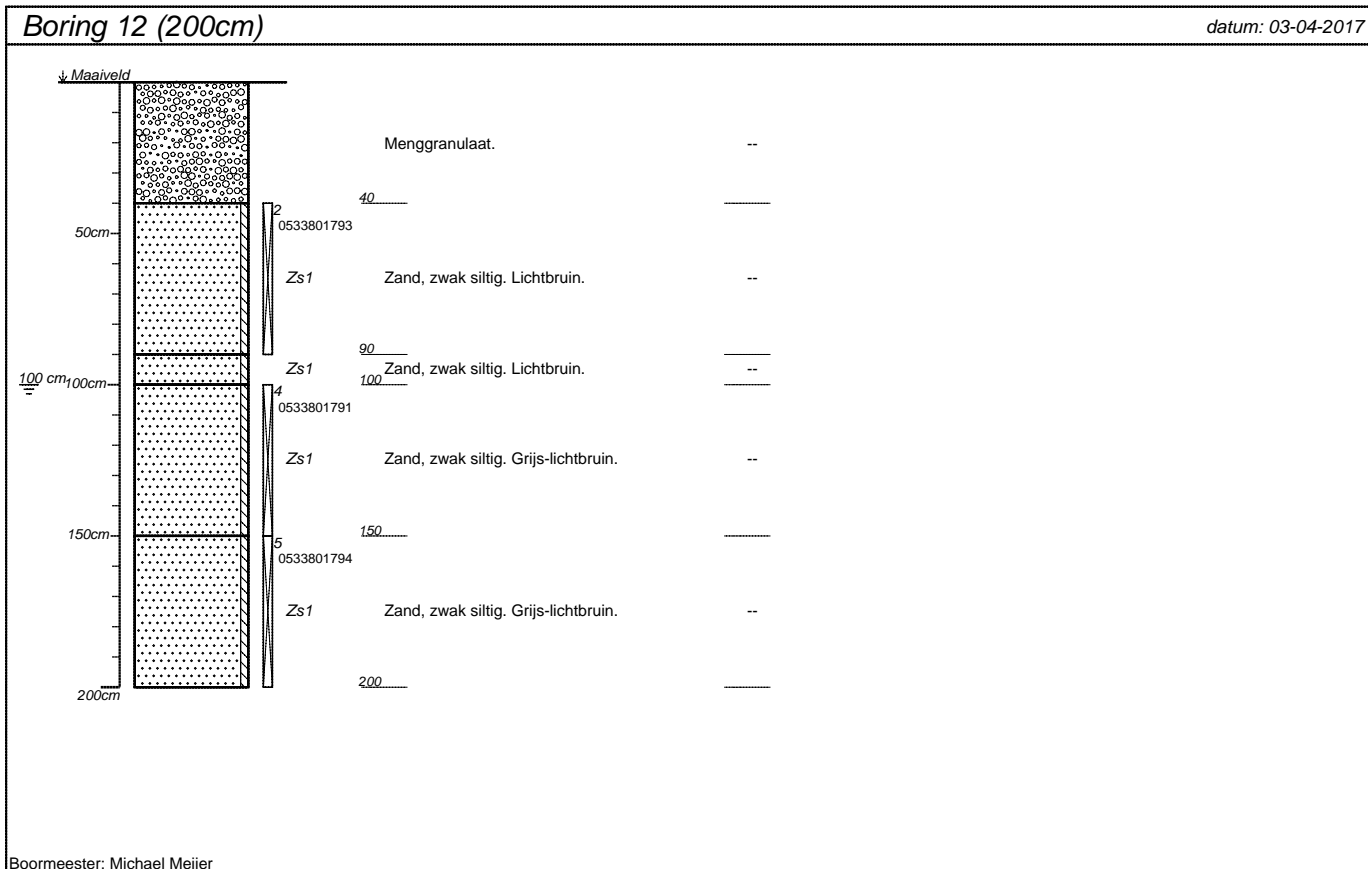 Boring 12 (200cm)
datum: 03-04-2017
Maaiveld
Menggranulaat.
--
40
2
0533801793
50cm
Zs1
Zand, zwak siltig. Lichtbruin.
--
90
Zs1
Zand, zwak siltig. Lichtbruin.
--
100 cm
100cm
100
4
0533801791
Zs1
Zand, zwak siltig. Grijs-lichtbruin.
--
150cm
150
5
0533801794
Zs1
Zand, zwak siltig. Grijs-lichtbruin.
--
200cm
200
Boormeester: Michael Meijer